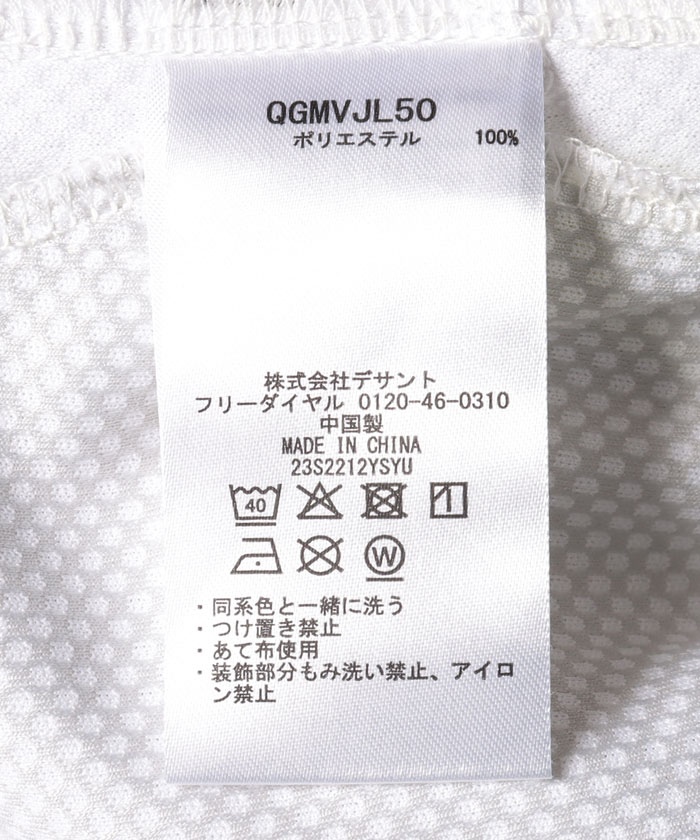 QGMVJL50
ポリエステル 100%
株式会社デサント
フリーダイヤル 0120-46-0310
中国製
MADE IN CHINA
23S2212YSYU
40
W
・同系色と一緒に洗う
・つけ置き禁止
・あて布使用
・装飾部分もみ洗い禁止、アイロ
ン禁止